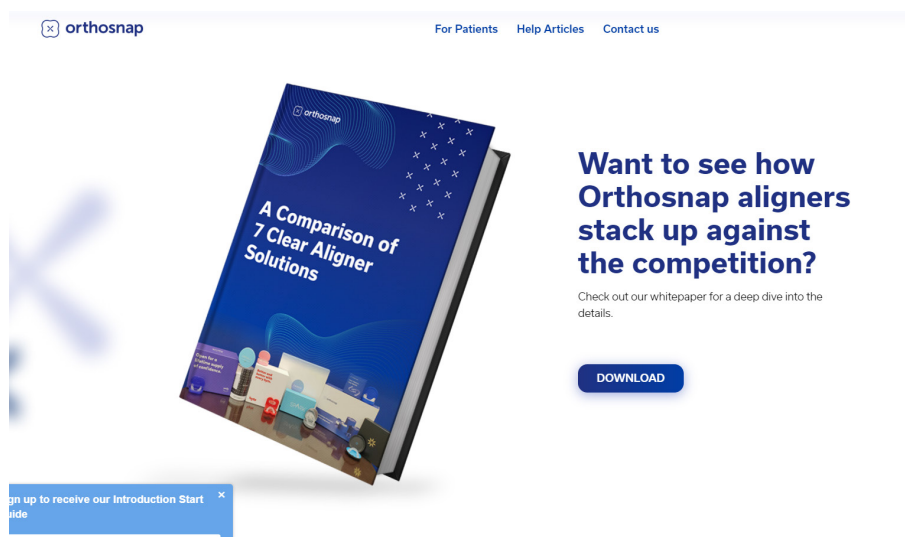 orthosnap
For Patients Help Articles Contact us
orthosnap
A Comparison of
7 Clear Aligner
Solutions
Want to see how
Orthosnap aligners
stack up against
the competition?
Check out our whitepaper for a deep dive into the
details.
DOWNLOAD
gn up to receive our Introduction Start
uide
×